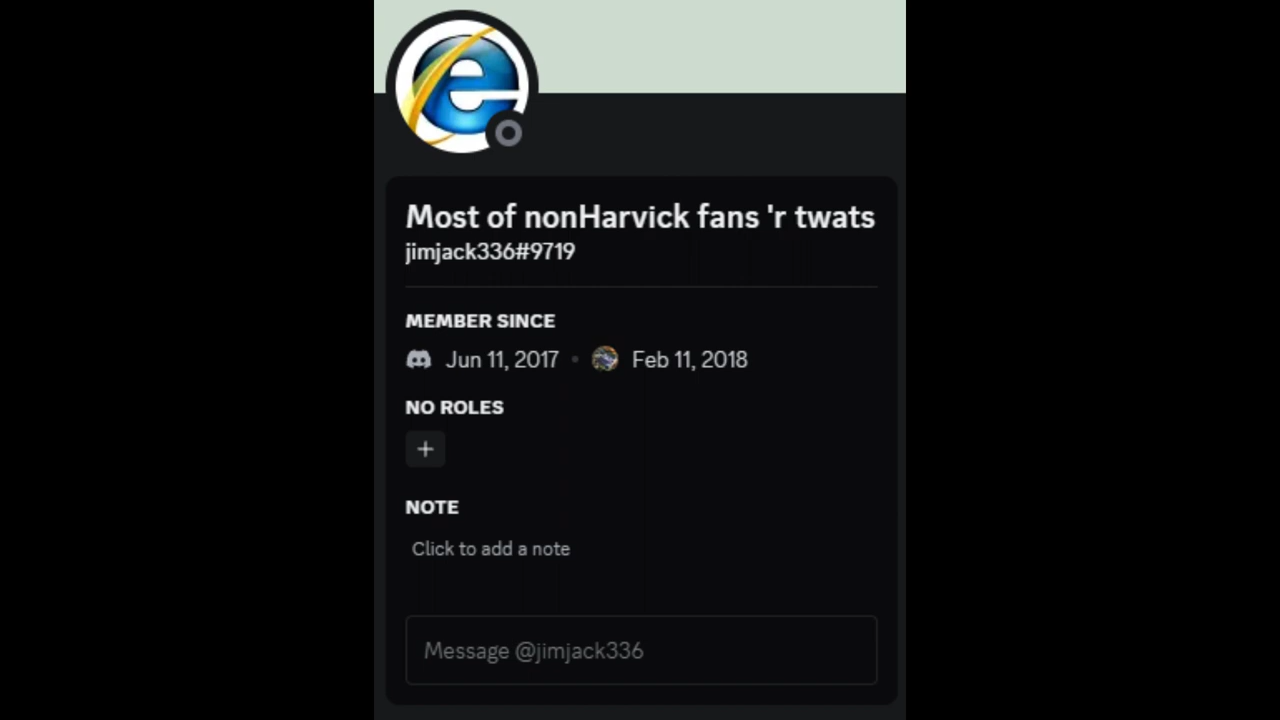 Most of nonHarvick fans 'r twats
jimjack336#9719
MEMBER SINCE
Jun 11, 2017 • Feb 11, 2018
NO ROLES
+
NOTE
Click to add a note
Message @jimjack336